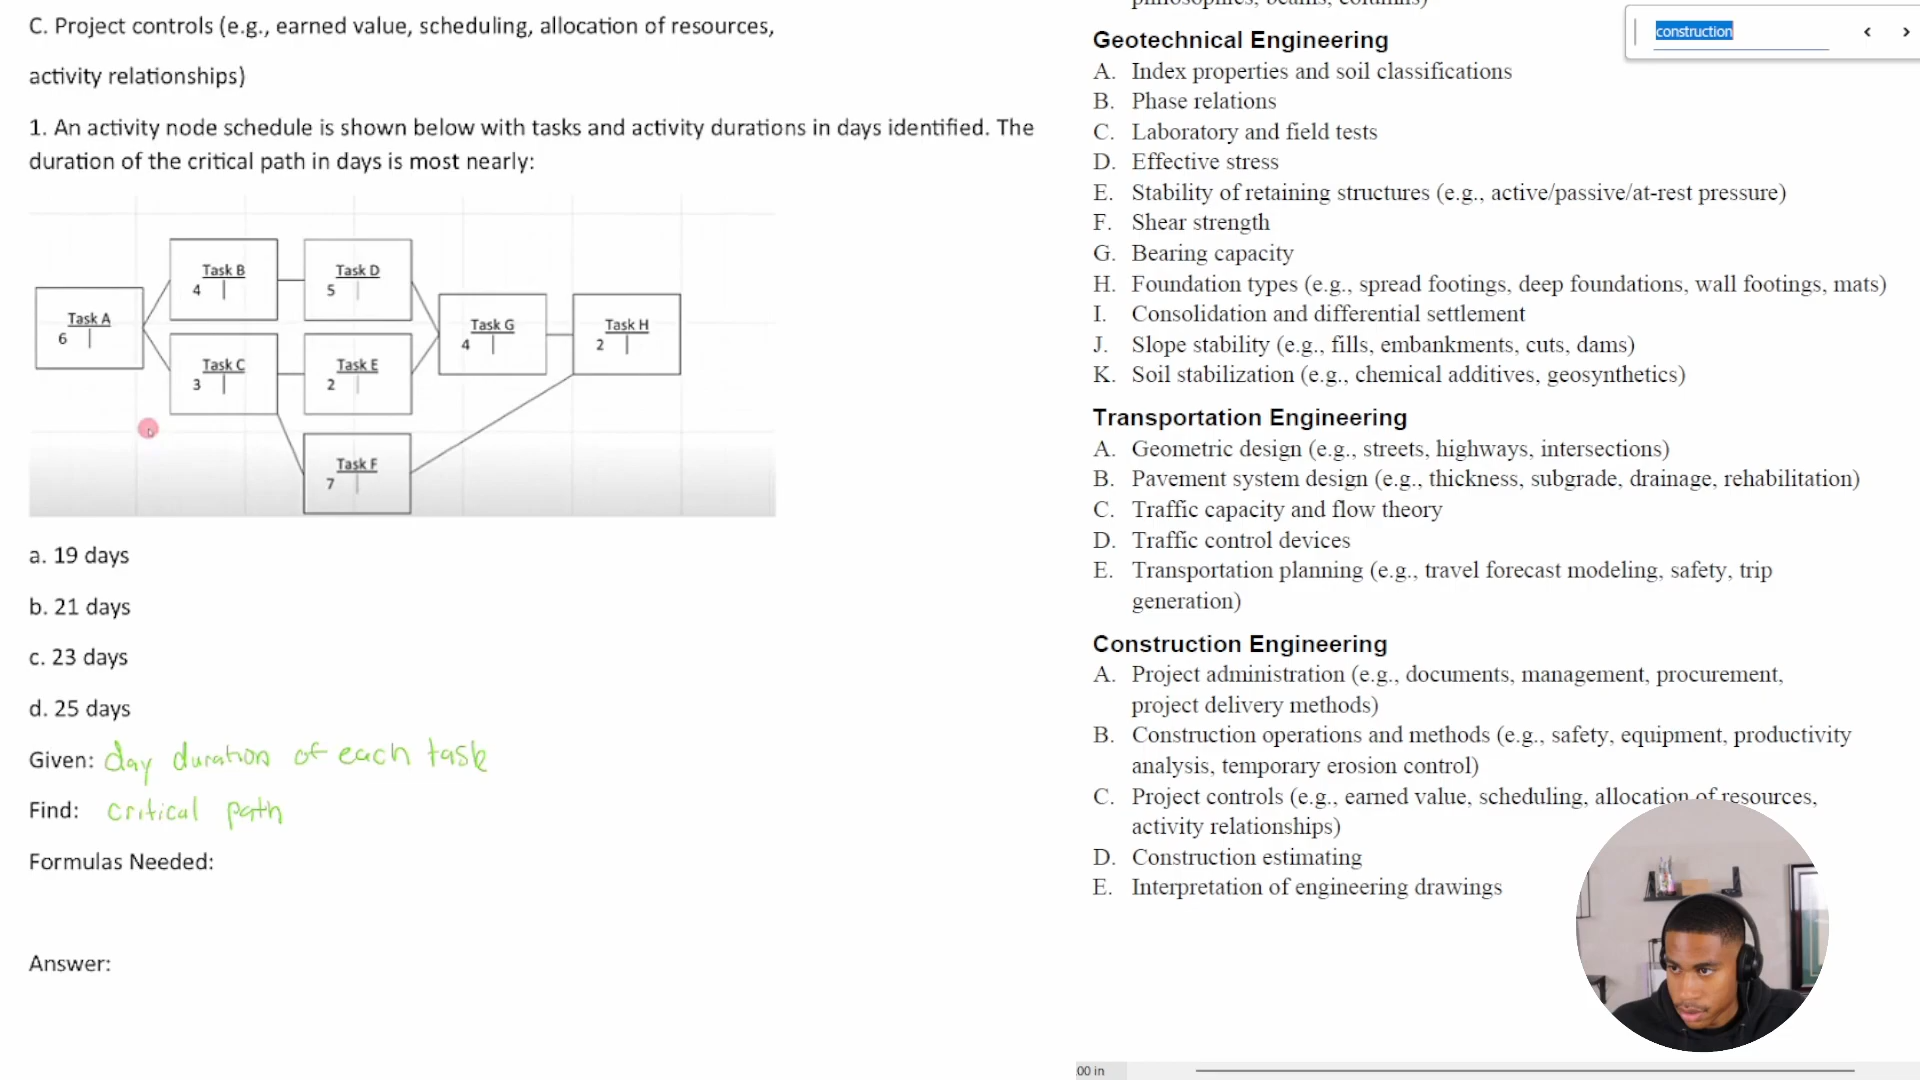 C. Project controls (e.g., earned value, scheduling, allocation of resources,
activity relationships)
1. An activity node schedule is shown below with tasks and activity durations in days identified. The
duration of the critical path in days is most nearly:
Task A
6
Task B
4
Task C
3
Task D
5
Task E
2
Task F
7
Task G
4
Task H
2
a. 19 days
b. 21 days
c. 23 days
d. 25 days
Given: day duration of each task
Find: critical path
Formulas Needed:
Answer:
Geotechnical Engineering
A. Index properties and soil classifications
B. Phase relations
C. Laboratory and field tests
D. Effective stress
E. Stability of retaining structures (e.g., active/passive/at-rest pressure)
F. Shear strength
G. Bearing capacity
H. Foundation types (e.g., spread footings, deep foundations, wall footings, mats)
I. Consolidation and differential settlement
J. Slope stability (e.g., fills, embankments, cuts, dams)
K. Soil stabilization (e.g., chemical additives, geosynthetics)
Transportation Engineering
A. Geometric design (e.g., streets, highways, intersections)
B. Pavement system design (e.g., thickness, subgrade, drainage, rehabilitation)
C. Traffic capacity and flow theory
D. Traffic control devices
E. Transportation planning (e.g., travel forecast modeling, safety, trip
generation)
Construction Engineering
A. Project administration (e.g., documents, management, procurement,
project delivery methods)
B. Construction operations and methods (e.g., safety, equipment, productivity
analysis, temporary erosion control)
C. Project controls (e.g., earned value, scheduling, allocation of resources,
activity relationships)
D. Construction estimating
E. Interpretation of engineering drawings
construction
00 in